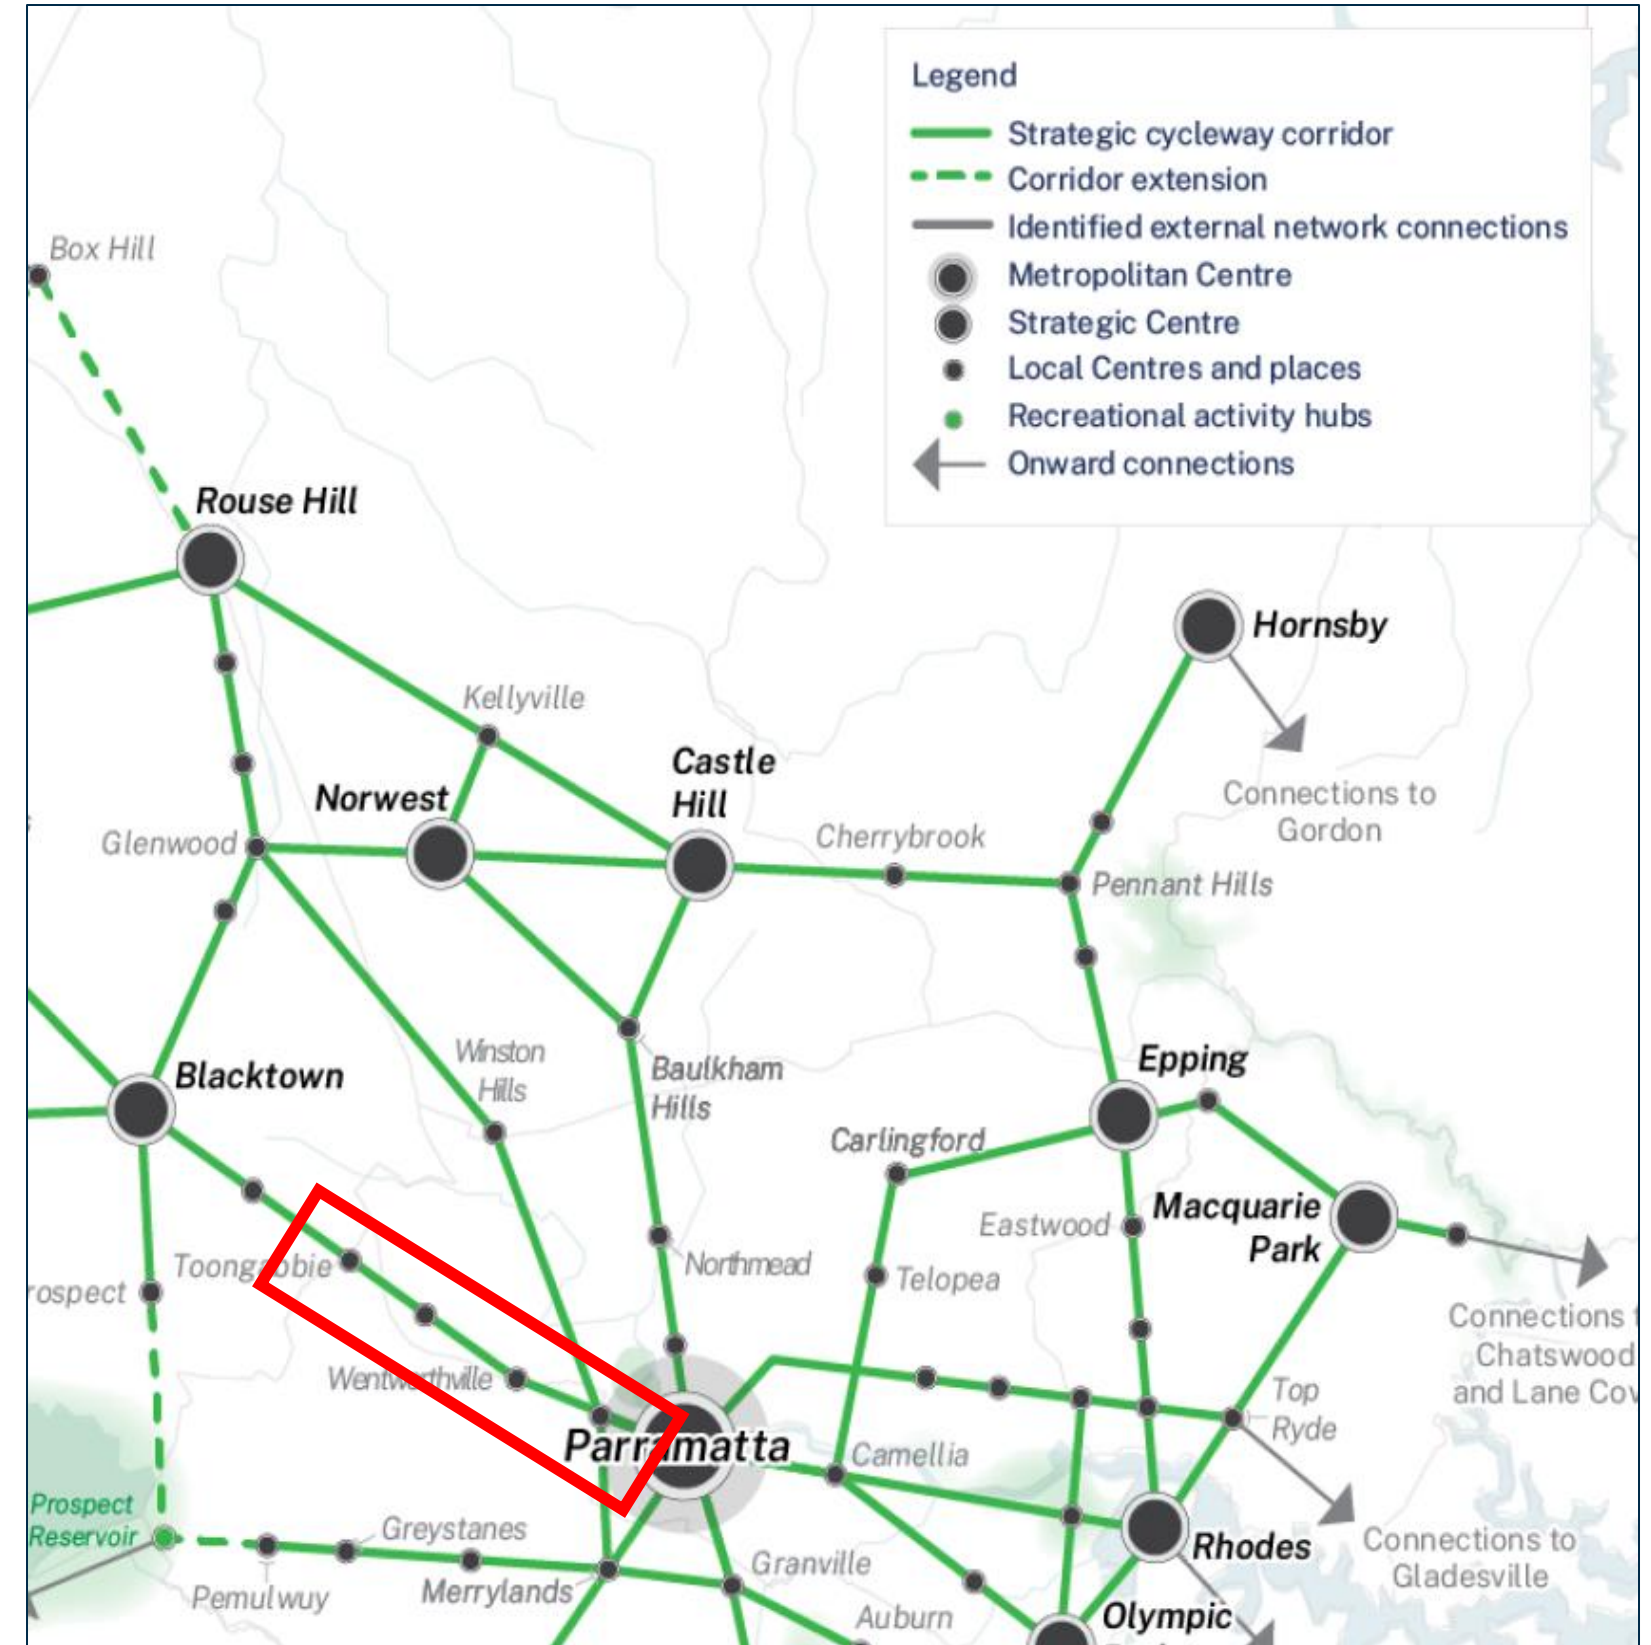 Legend
Strategic cycleway corridor
Corridor extension
Identified external network connections
Metropolitan Centre
Strategic Centre
Local Centres and places
Recreational activity hubs
Onward connections
Box Hill
Rouse Hill
Hornsby
Kellyville
Castle
Hill
Norwest
Connections to
Gordon
Glenwood
Cherrybrook
Pennant Hills
Winston
Hills
Baulkham
Hills
Epping
Blacktown
Carlingford
Macquarie
Park
Eastwood
Toongabbie
Northmead
Telopea
rospect
Connections
Chatswood
and Lane Cov
Wentworthville
Top
Ryde
Parramatta
Camellia
Prospect
Reservoir
Greystanes
Rhodes
Connections to
Gladesville
Pemulwuy
Merrylands
Granville
Auburn
Olympic